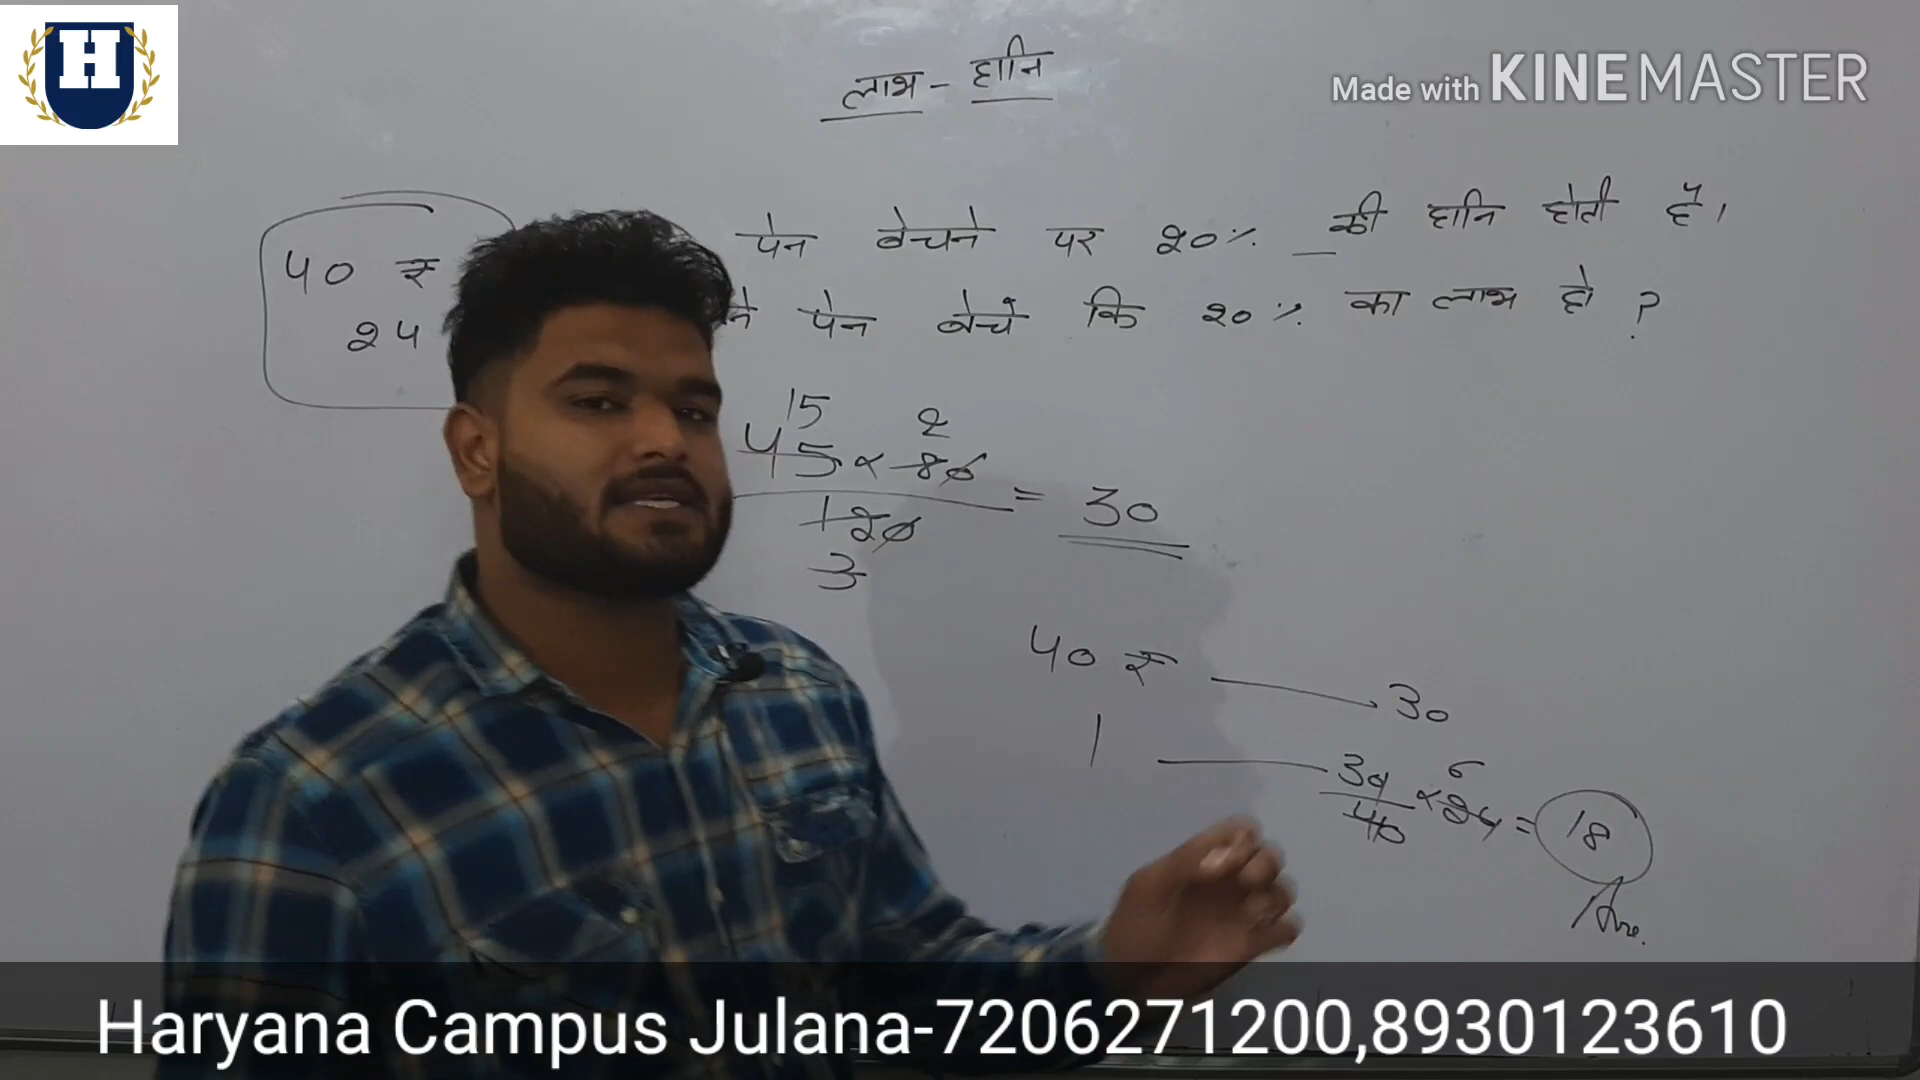 H
Made with KINEMASTER
लाभ - हानि
40 ₹ पेन बेचने पर 20% की हानि होती है।
24 ने पेन बेचे कि 20% का लाभ हो ?
15 2
45 × 80
120 = 30
3
40 ₹ 30
1 30 6
40 × 24 = 18
Ans.
Haryana Campus Julana-7206271200,8930123610